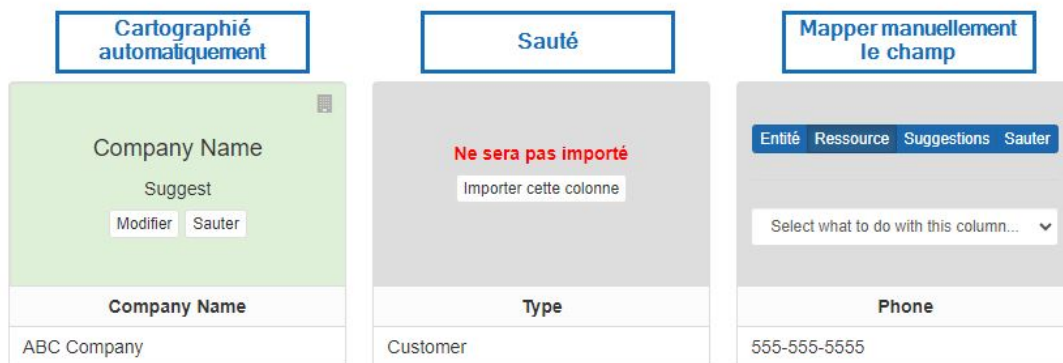 Cartographié
automatiquement
Sauté
Mapper manuellement
le champ
Company Name
Suggest
Modifier Sauter
Company Name
ABC Company
Ne sera pas importé
Importer cette colonne
Type
Customer
Entité Ressource Suggestions Sauter
Select what to do with this column...
Phone
555-555-5555